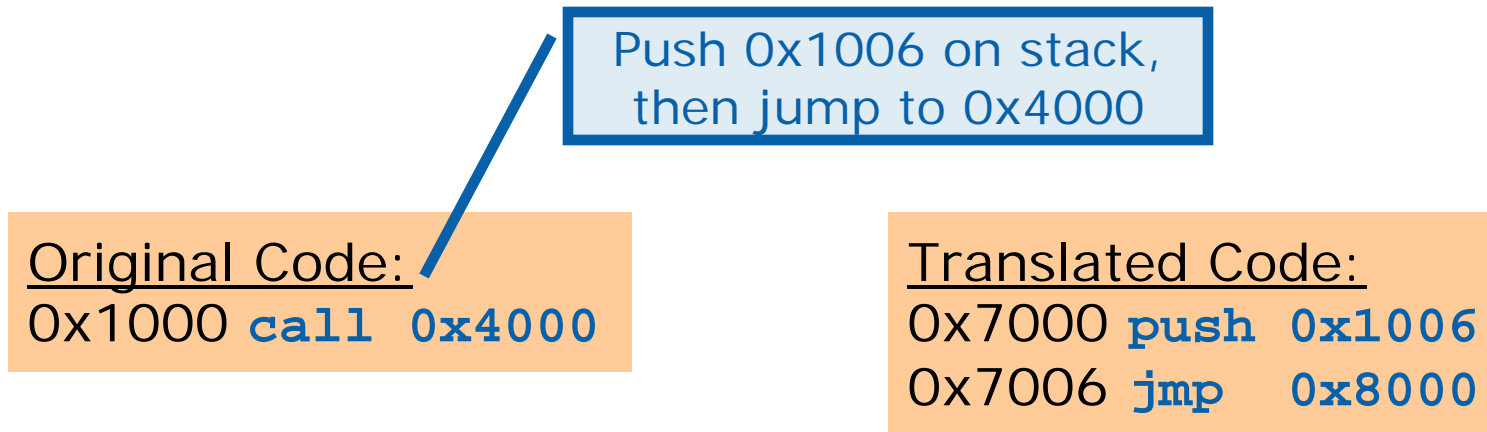 Push 0x1006 on stack,
then jump to 0x4000
Original Code:
0x1000 call 0x4000
Translated Code:
0x7000 push 0x1006
0x7006 jmp 0x8000